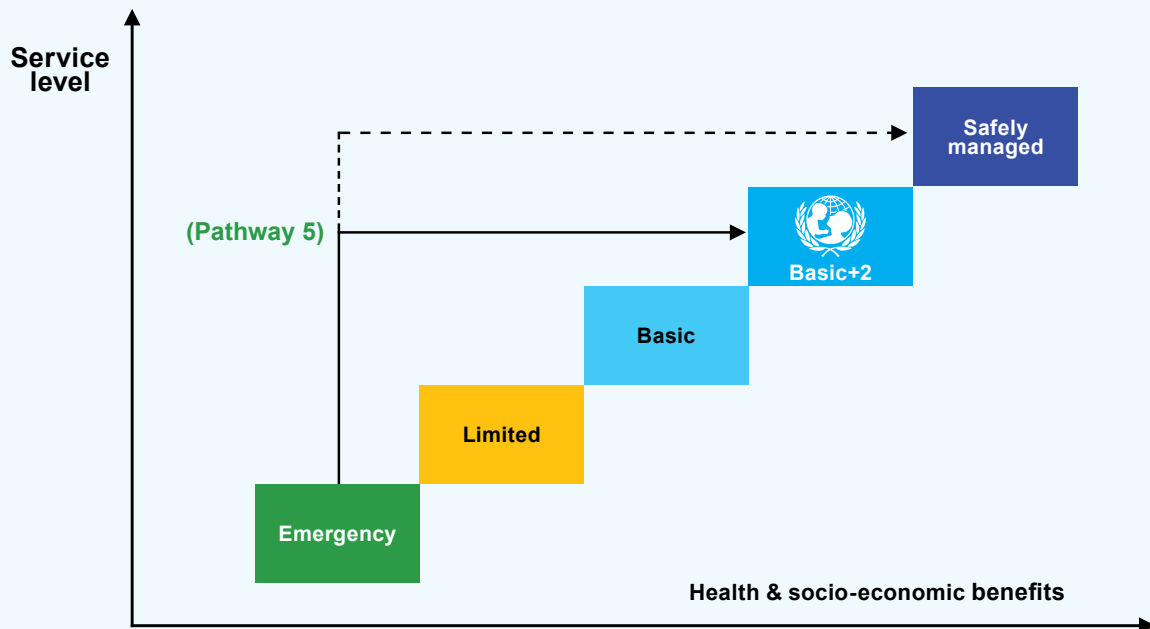 Service
level
Safely
managed
(Pathway 5)
Basic+2
Basic
Limited
Emergency
Health & socio-economic benefits